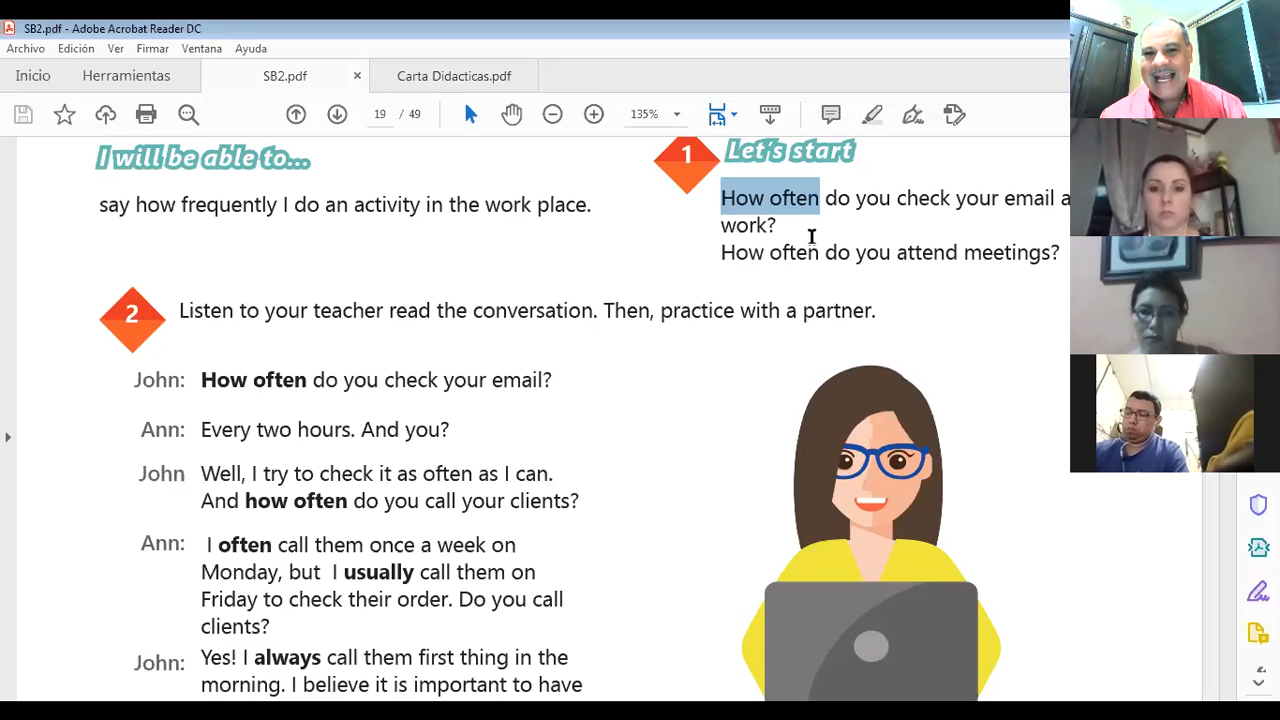 SB2.pdf - Adobe Acrobat Reader DC
Archivo Edición Ver Firmar Ventana Ayuda
Inicio Herramientas SB2.pdf × Carta Didacticas.pdf
19 / 49 135%
I will be able to...
say how frequently I do an activity in the work place.
1 Let's start
How often do you check your email a
work?
How often do you attend meetings?
2 Listen to your teacher read the conversation. Then, practice with a partner.
John: How often do you check your email?
Ann: Every two hours. And you?
John Well, I try to check it as often as I can.
And how often do you call your clients?
Ann: I often call them once a week on
Monday, but I usually call them on
Friday to check their order. Do you call
clients?
John: Yes! I always call them first thing in the
morning. I believe it is important to have